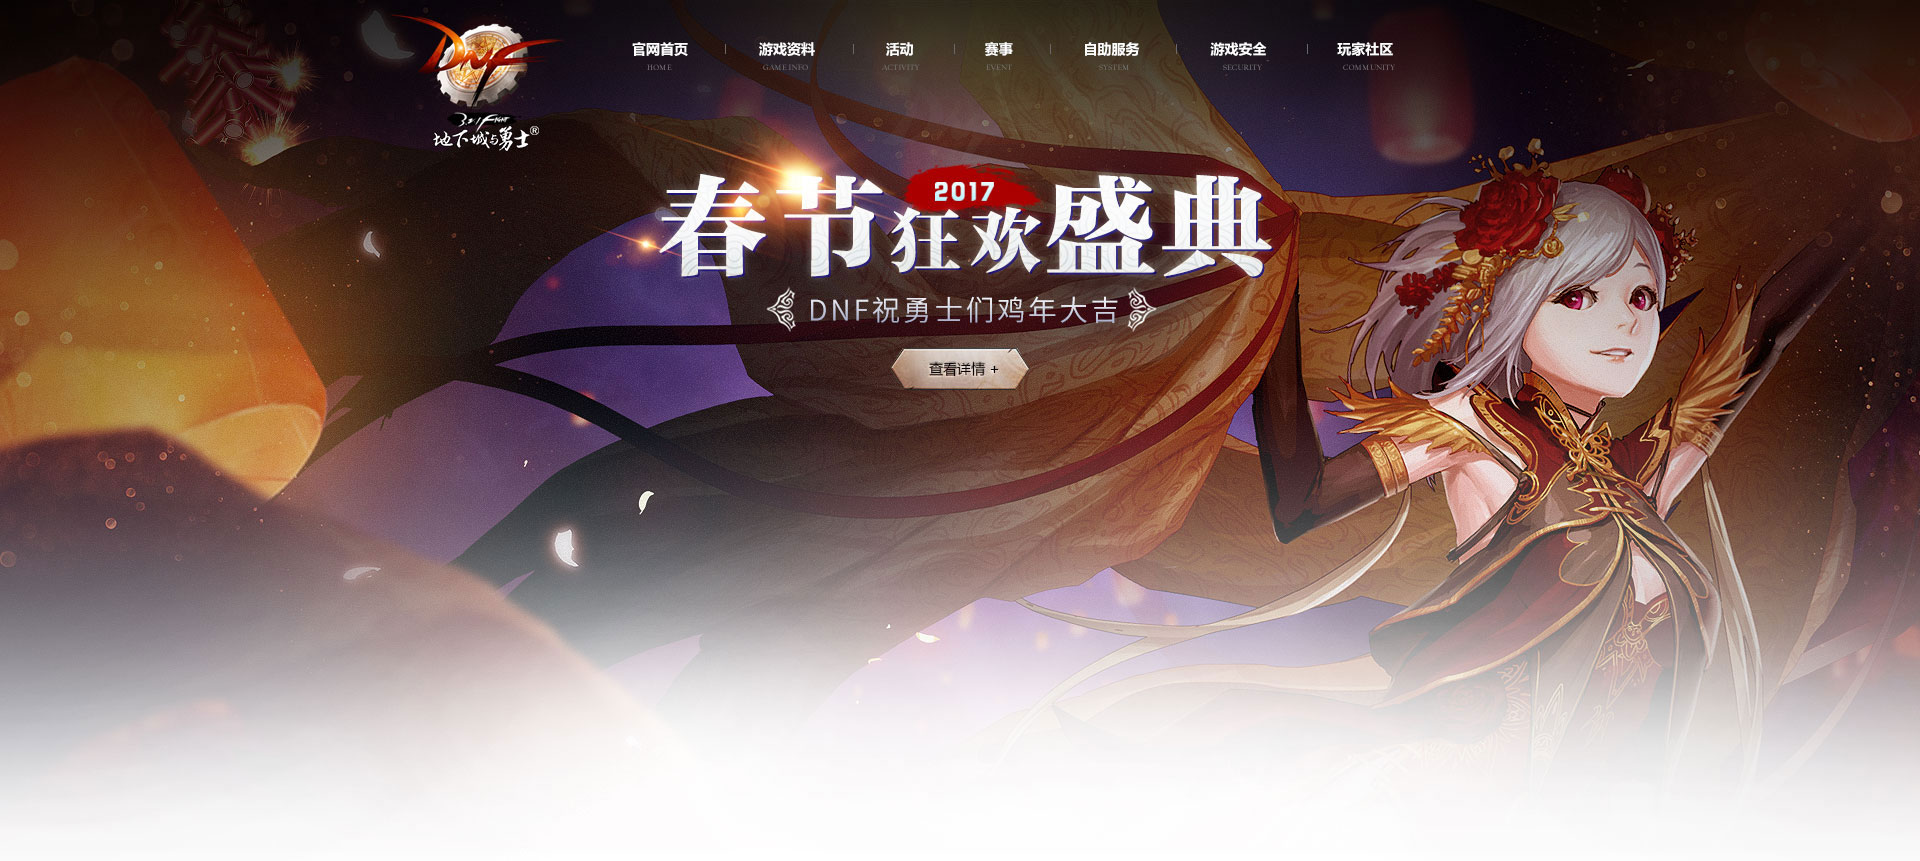 DNF
321FIGHT
地下城与勇士®
官网首页 游戏资料 活动 赛事 自助服务 游戏安全 玩家社区
HOME GAME INFO ACTIVITY EVENT SYSTEM SECURITY COMMUNITY
2017
春节狂欢盛典
DNF祝勇士们鸡年大吉
查看详情 +